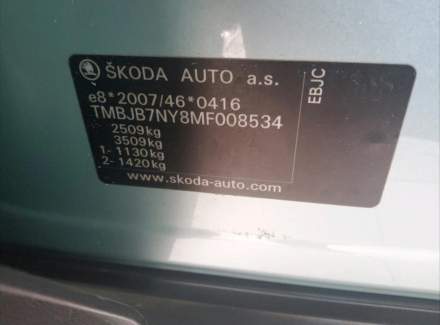 ŠKODA AUTO a.s.
e8*2007/46*0416
TMBJB7NY8MF008534
2509kg
3509kg
1- 1130kg
2- 1420kg
www.skoda-auto.com
EBJC